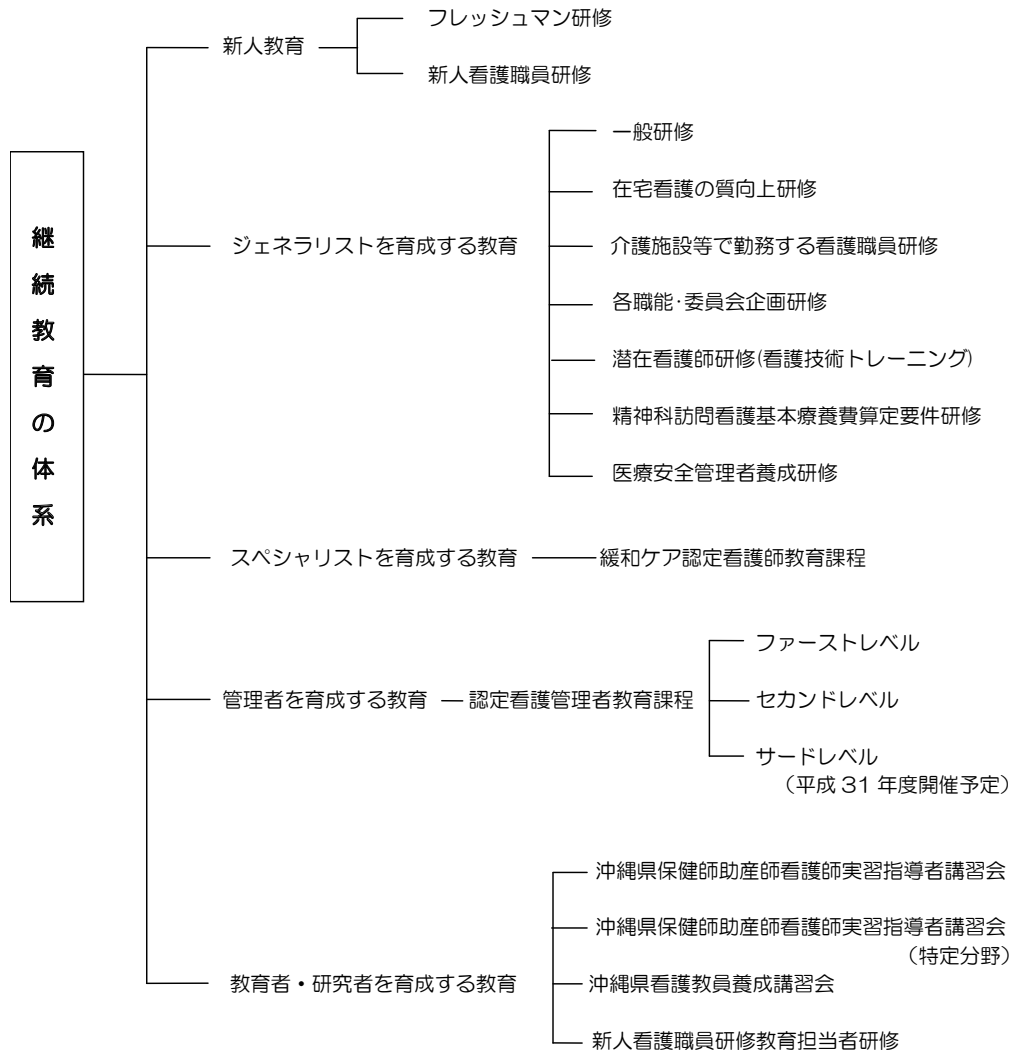 継続教育の体系
新人教育
フレッシュマン研修
新人看護職員研修
ジェネラリストを育成する教育
一般研修
在宅看護の質向上研修
介護施設等で勤務する看護職員研修
各職能・委員会企画研修
潜在看護師研修(看護技術トレーニング)
精神科訪問看護基本療養費算定要件研修
医療安全管理者養成研修
スペシャリストを育成する教育
緩和ケア認定看護師教育課程
管理者を育成する教育
認定看護管理者教育課程
ファーストレベル
セカンドレベル
サードレベル
（平成 31 年度開催予定）
教育者・研究者を育成する教育
沖縄県保健師助産師看護師実習指導者講習会
沖縄県保健師助産師看護師実習指導者講習会
（特定分野）
沖縄県看護教員養成講習会
新人看護職員研修教育担当者研修